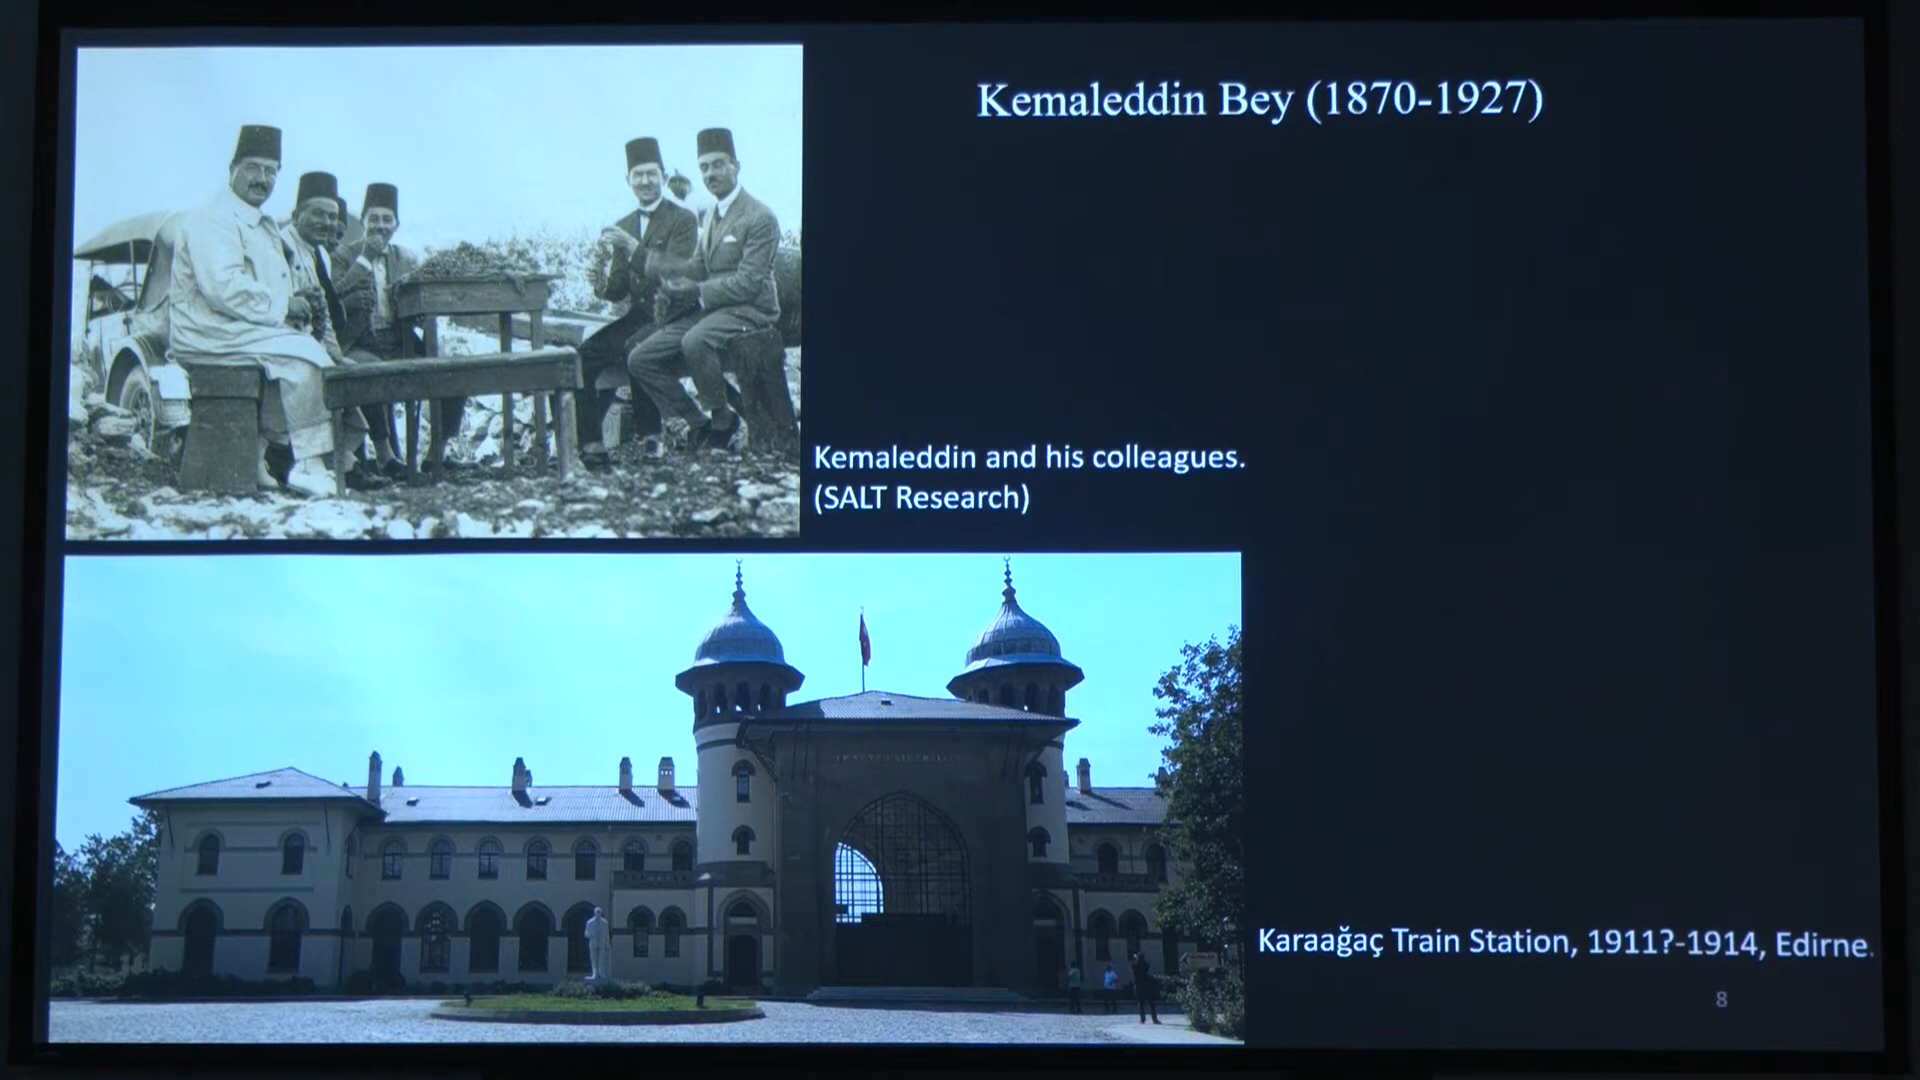 Kemaleddin Bey (1870-1927)
Kemaleddin and his colleagues.
(SALT Research)
Karaağaç Train Station, 1911?-1914, Edirne.
8